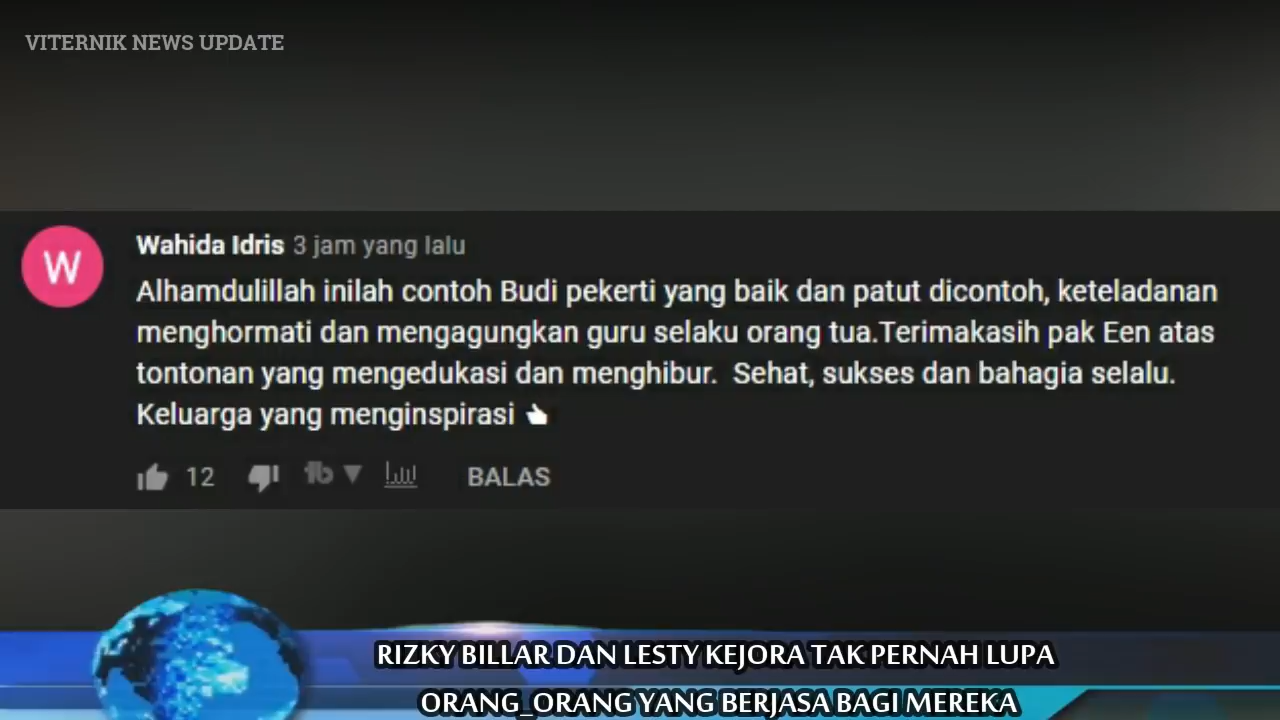 VITERNIK NEWS UPDATE
W
Wahida Idris 3 jam yang lalu
Alhamdulillah inilah contoh Budi pekerti yang baik dan patut dicontoh, keteladanan
menghormati dan mengagungkan guru selaku orang tua.Terimakasih pak Een atas
tontonan yang mengedukasi dan menghibur.  Sehat, sukses dan bahagia selalu.
Keluarga yang menginspirasi 👆
12 BALAS
RIZKY BILLAR DAN LESTY KEJORA TAK PERNAH LUPA
ORANG_ORANG YANG BERJASA BAGI MEREKA